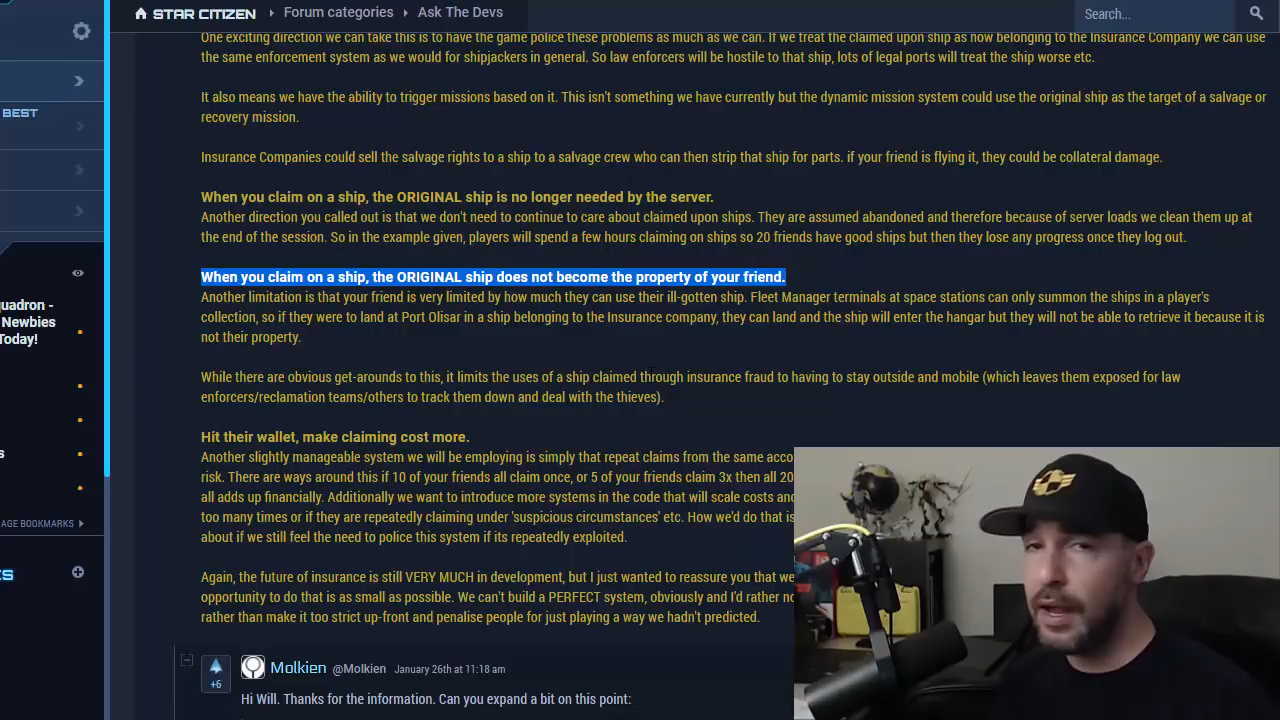 STAR CITIZEN › Forum categories › Ask The Devs
Search...
One exciting direction we can take this is to have the game police these problems as much as we can. If we treat the claimed upon ship as now belonging to the Insurance Company we can use
the same enforcement system as we would for shipjackers in general. So law enforcers will be hostile to that ship, lots of legal ports will treat the ship worse etc.
It also means we have the ability to trigger missions based on it. This isn't something we have currently but the dynamic mission system could use the original ship as the target of a salvage or
recovery mission.
Insurance Companies could sell the salvage rights to a ship to a salvage crew who can then strip that ship for parts. if your friend is flying it, they could be collateral damage.
When you claim on a ship, the ORIGINAL ship is no longer needed by the server.
Another direction you called out is that we don't need to continue to care about claimed upon ships. They are assumed abandoned and therefore because of server loads we clean them up at
the end of the session. So in the example given, players will spend a few hours claiming on ships so 20 friends have good ships but then they lose any progress once they log out.
When you claim on a ship, the ORIGINAL ship does not become the property of your friend.
Another limitation is that your friend is very limited by how much they can use their ill-gotten ship. Fleet Manager terminals at space stations can only summon the ships in a player's
collection, so if they were to land at Port Olisar in a ship belonging to the Insurance company, they can land and the ship will enter the hangar but they will not be able to retrieve it because it is
not their property.
While there are obvious get-arounds to this, it limits the uses of a ship claimed through insurance fraud to having to stay outside and mobile (which leaves them exposed for law
enforcers/reclamation teams/others to track them down and deal with the thieves).
Hit their wallet, make claiming cost more.
Another slightly manageable system we will be employing is simply that repeat claims from the same acco
risk. There are ways around this if 10 of your friends all claim once, or 5 of your friends claim 3x then all 20
all adds up financially. Additionally we want to introduce more systems in the code that will scale costs and
too many times or if they are repeatedly claiming under 'suspicious circumstances' etc. How we'd do that is
about if we still feel the need to police this system if its repeatedly exploited.
Again, the future of insurance is still VERY MUCH in development, but I just wanted to reassure you that we
opportunity to do that is as small as possible. We can't build a PERFECT system, obviously and I'd rather no
rather than make it too strict up-front and penalise people for just playing a way we hadn't predicted.
+6
Molkien @Molkien January 26th at 11:18 am
Hi Will. Thanks for the information. Can you expand a bit on this point:
BEST
quadron -
Newbies
Today!
s
AGE BOOKMARKS
S